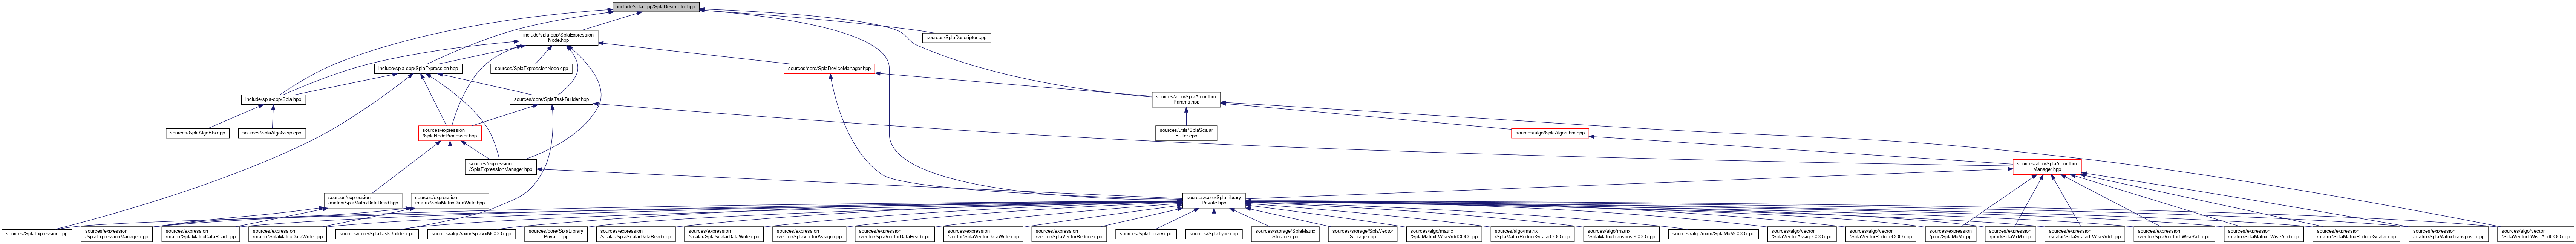 include/spla-cpp/SplaDescriptor.hpp
include/spla-cpp/SplaExpression
Node.hpp
sources/SplaDescriptor.cpp
include/spla-cpp/SplaExpression.hpp
sources/SplaExpressionNode.cpp
sources/core/SplaDeviceManager.hpp
include/spla-cpp/Spla.hpp
sources/core/SplaTaskBuilder.hpp
sources/algo/SplaAlgorithm
Params.hpp
sources/SplaAlgoBfs.cpp
sources/SplaAlgoSssp.cpp
sources/expression
/SplaNodeProcessor.hpp
sources/utils/SplaScalar
Buffer.cpp
sources/algo/SplaAlgorithm.hpp
sources/expression
/SplaExpressionManager.hpp
sources/algo/SplaAlgorithm
Manager.hpp
sources/expression
/matrix/SplaMatrixDataRead.hpp
sources/expression
/matrix/SplaMatrixDataWrite.hpp
sources/core/SplaLibrary
Private.hpp
sources/SplaExpression.cpp
sources/expression
/SplaExpressionManager.cpp
sources/expression
/matrix/SplaMatrixDataRead.cpp
sources/expression
/matrix/SplaMatrixDataWrite.cpp
sources/core/SplaTaskBuilder.cpp
sources/algo/vxm/SplaVxMCOO.cpp
sources/core/SplaLibrary
Private.cpp
sources/expression
/scalar/SplaScalarDataRead.cpp
sources/expression
/scalar/SplaScalarDataWrite.cpp
sources/expression
/vector/SplaVectorAssign.cpp
sources/expression
/vector/SplaVectorDataRead.cpp
sources/expression
/vector/SplaVectorDataWrite.cpp
sources/expression
/vector/SplaVectorReduce.cpp
sources/SplaLibrary.cpp
sources/SplaType.cpp
sources/storage/SplaMatrix
Storage.cpp
sources/storage/SplaVector
Storage.cpp
sources/algo/matrix
/SplaMatrixEWiseAddCOO.cpp
sources/algo/matrix
/SplaMatrixReduceScalarCOO.cpp
sources/algo/matrix
/SplaMatrixTransposeCOO.cpp
sources/algo/mxm/SplaMxMCOO.cpp
sources/algo/vector
/SplaVectorAssignCOO.cpp
sources/algo/vector
/SplaVectorReduceCOO.cpp
sources/expression
/prod/SplaMxM.cpp
sources/expression
/prod/SplaVxM.cpp
sources/expression
/scalar/SplaScalarEWiseAdd.cpp
sources/expression
/vector/SplaVectorEWiseAdd.cpp
sources/expression
/matrix/SplaMatrixEWiseAdd.cpp
sources/expression
/matrix/SplaMatrixReduceScalar.cpp
sources/expression
/matrix/SplaMatrixTranspose.cpp
sources/algo/vector
/SplaVectorEWiseAddCOO.cpp